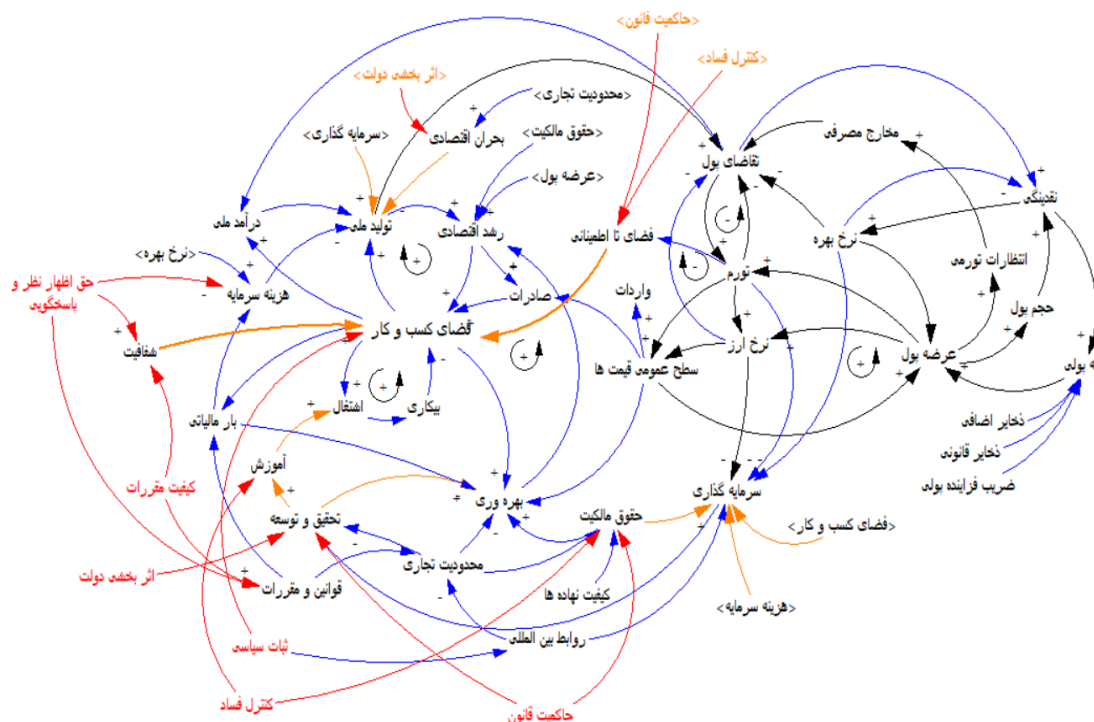 <حاکمیت قانون>
<کنترل فساد>
<اثر بخشی دولت>
<محدودیت تجاری>
بحران اقتصادی
<سرمایه گذاری>
<حقوق مالکیت>
<عرضه پول>
مخارج مصرفی
تقاضای پول
نقدینگی
درآمد ملی
تولید ملی
رشد اقتصادی
فضای نا اطمینانی
نرخ بهره
<نرخ بهره>
انتظارات تورمی
تورم
حق اظهار نظر و
پاسخگویی
هزینه سرمایه
صادرات
واردات
حجم پول
فضای کسب و کار
شفافیت
نرخ ارز
عرضه پول
سطح عمومی قیمت ها
ه پولی
اشتغال
بیکاری
بار مالیاتی
ذخایر اضافی
ذخایر قانونی
ضریب فزاینده پولی
آموزش
کیفیت مقررات
بهره وری
سرمایه گذاری
تحقیق و توسعه
حقوق مالکیت
<فضای کسب و کار>
محدودیت تجاری
اثر بخشی دولت
قوانین و مقررات
کیفیت نهاده ها
<هزینه سرمایه>
روابط بین المللی
ثبات سیاسی
کنترل فساد
حاکمیت قانون